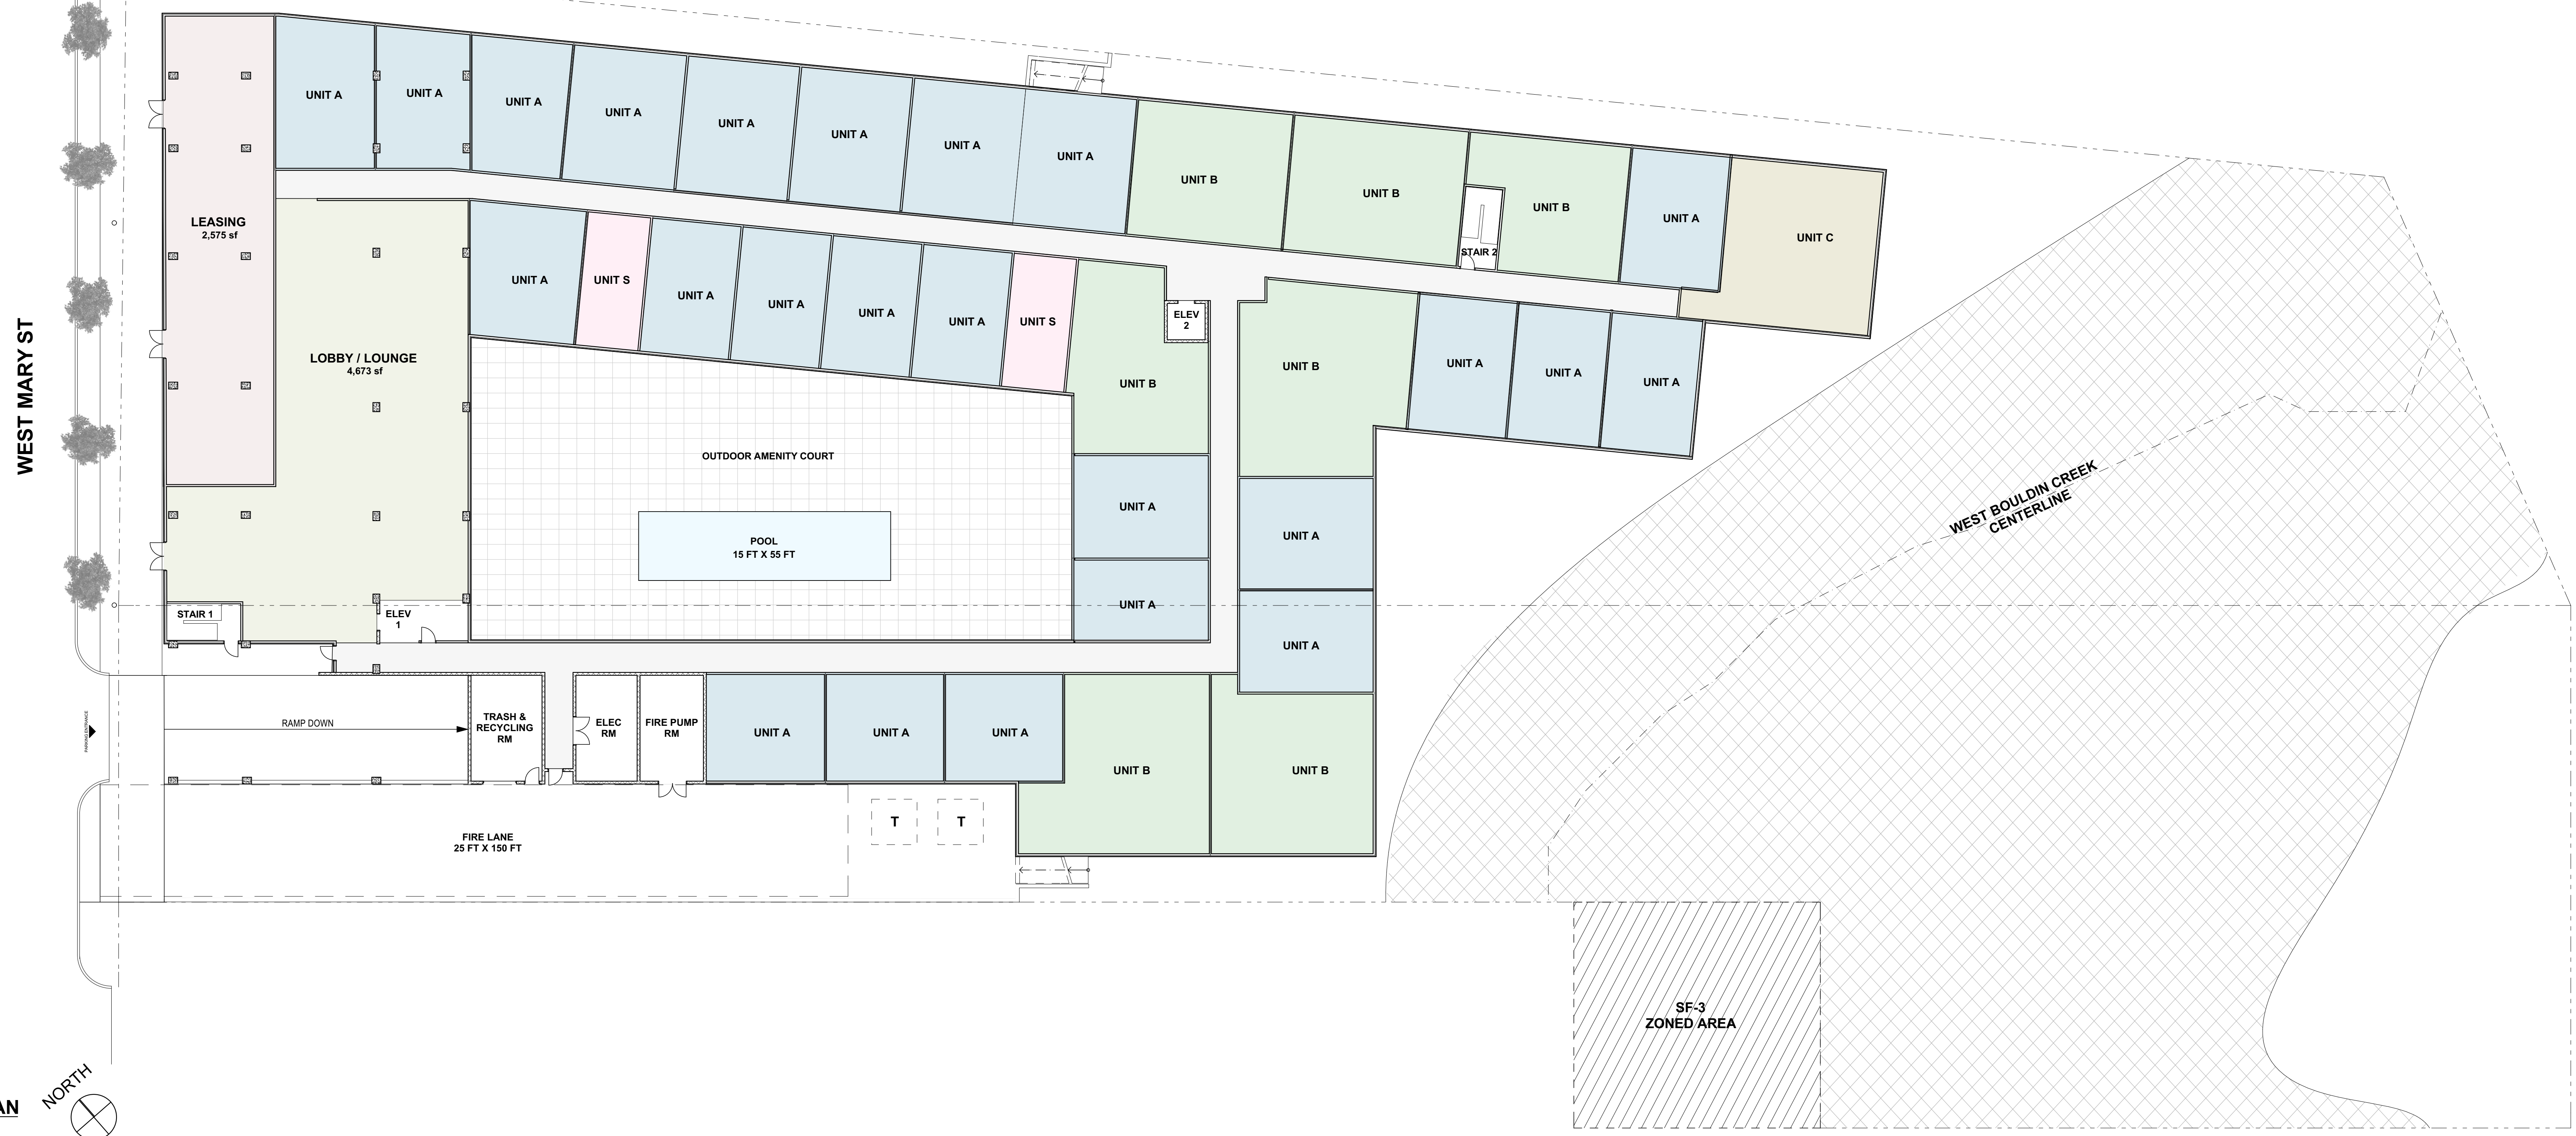 WEST MARY ST
LEASING
2,575 sf
UNIT A
UNIT A
UNIT A
UNIT A
UNIT A
UNIT A
UNIT A
UNIT A
UNIT B
UNIT B
UNIT B
STAIR 2
UNIT A
UNIT C
LOBBY / LOUNGE
4,673 sf
UNIT A
UNIT S
UNIT A
UNIT A
UNIT A
UNIT A
UNIT S
UNIT B
ELEV
2
UNIT B
UNIT A
UNIT A
UNIT A
OUTDOOR AMENITY COURT
POOL
15 FT X 55 FT
UNIT A
UNIT A
UNIT A
UNIT A
WEST BOULDIN CREEK
CENTERLINE
STAIR 1
ELEV
1
PARKING ENTRANCE
RAMP DOWN
TRASH &
RECYCLING
RM
ELEC
RM
FIRE PUMP
RM
UNIT A
UNIT A
UNIT A
UNIT B
UNIT B
FIRE LANE
25 FT X 150 FT
T
T
SF-3
ZONED AREA
NORTH
AN